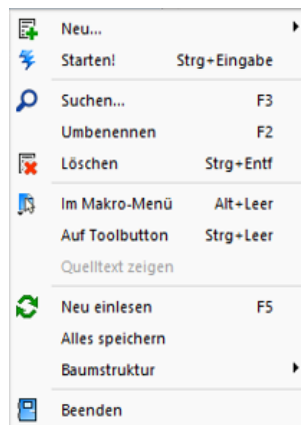 Neu...
Starten! Strg+Eingabe
Suchen... F3
Umbenennen F2
Löschen Strg+Entf
Im Makro-Menü Alt+Leer
Auf Toolbutton Strg+Leer
Quelltext zeigen
Neu einlesen F5
Alles speichern
Baumstruktur
Beenden